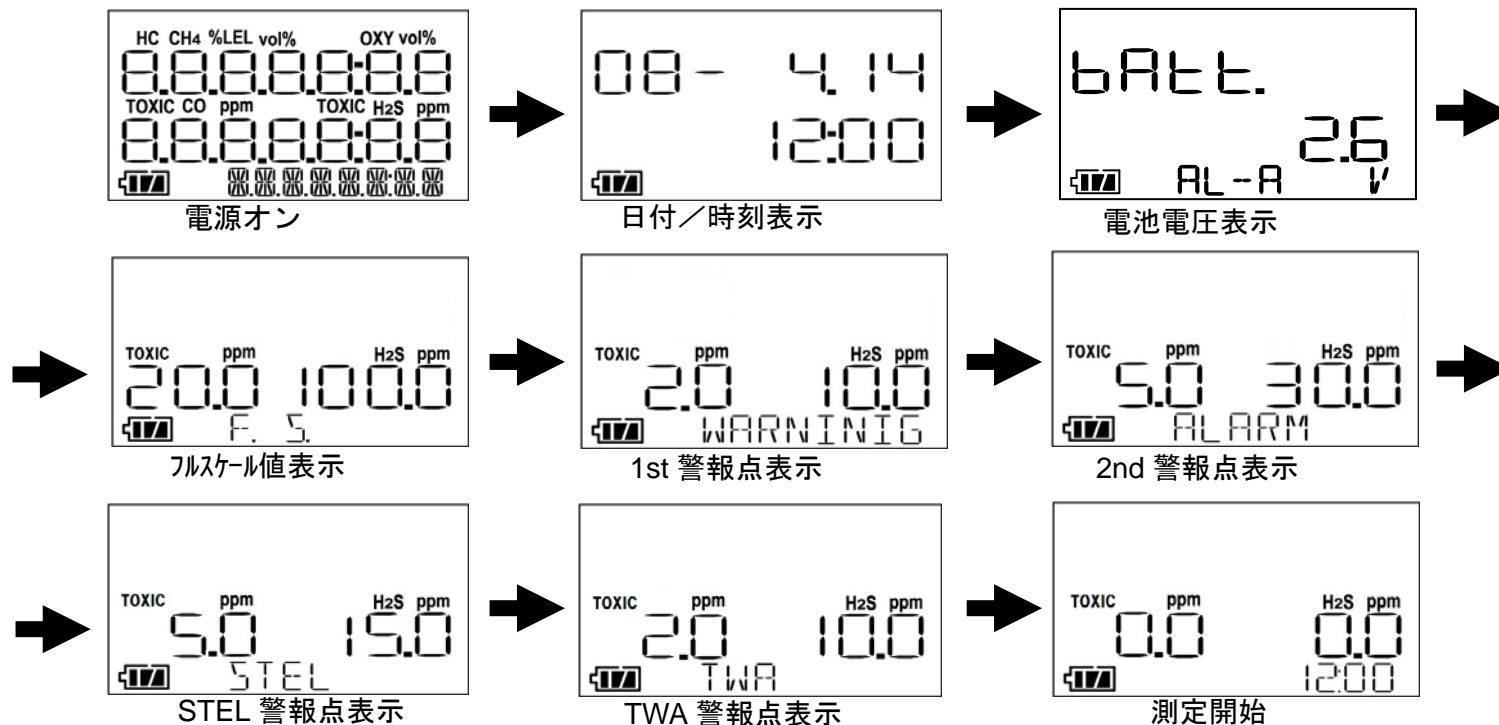 HC CH4 %LEL vol% OXY vol%
8.8.8.8.8:8.8
TOXIC CO ppm TOXIC H2S ppm
8.8.8.8.8:8.8
電源オン
08- 4.14
12:00
日付／時刻表示
bAtt.
2.6
AL-A V
電池電圧表示
TOXIC ppm H2S ppm
20.0 100.0
F. S.
フルスケール値表示
TOXIC ppm H2S ppm
2.0 10.0
WARNINIG
1st 警報点表示
TOXIC ppm H2S ppm
5.0 30.0
ALARM
2nd 警報点表示
TOXIC ppm H2S ppm
5.0 15.0
STEL
STEL 警報点表示
TOXIC ppm H2S ppm
2.0 10.0
TWA
TWA 警報点表示
TOXIC ppm H2S ppm
0.0 0.0
12:00
測定開始